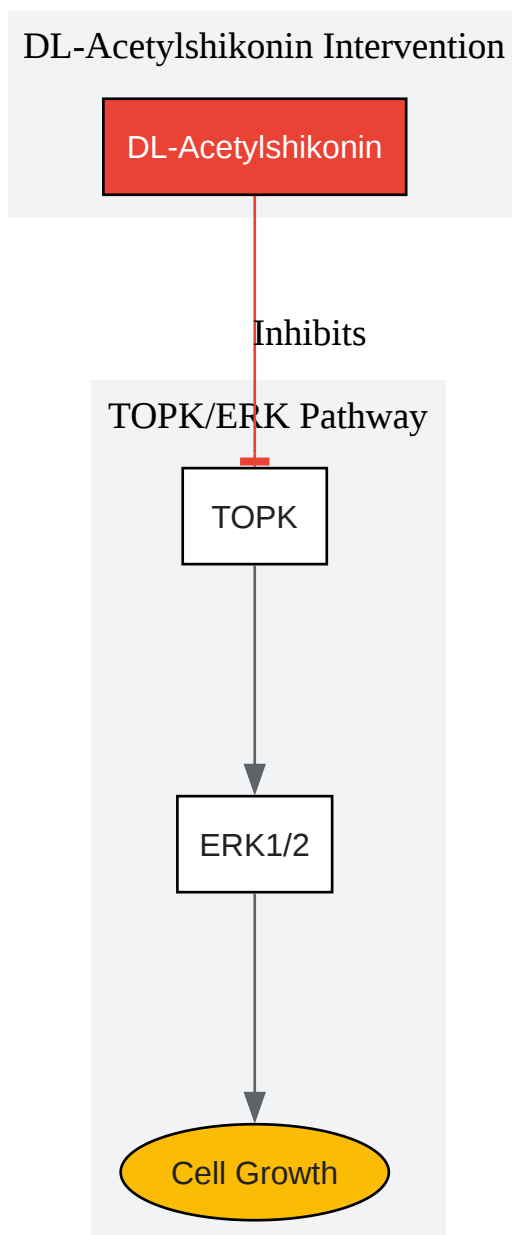 DL-Acetylshikonin Intervention
DL-Acetylshikonin
Inhibits
TOPK/ERK Pathway
TOPK
ERK1/2
Cell Growth